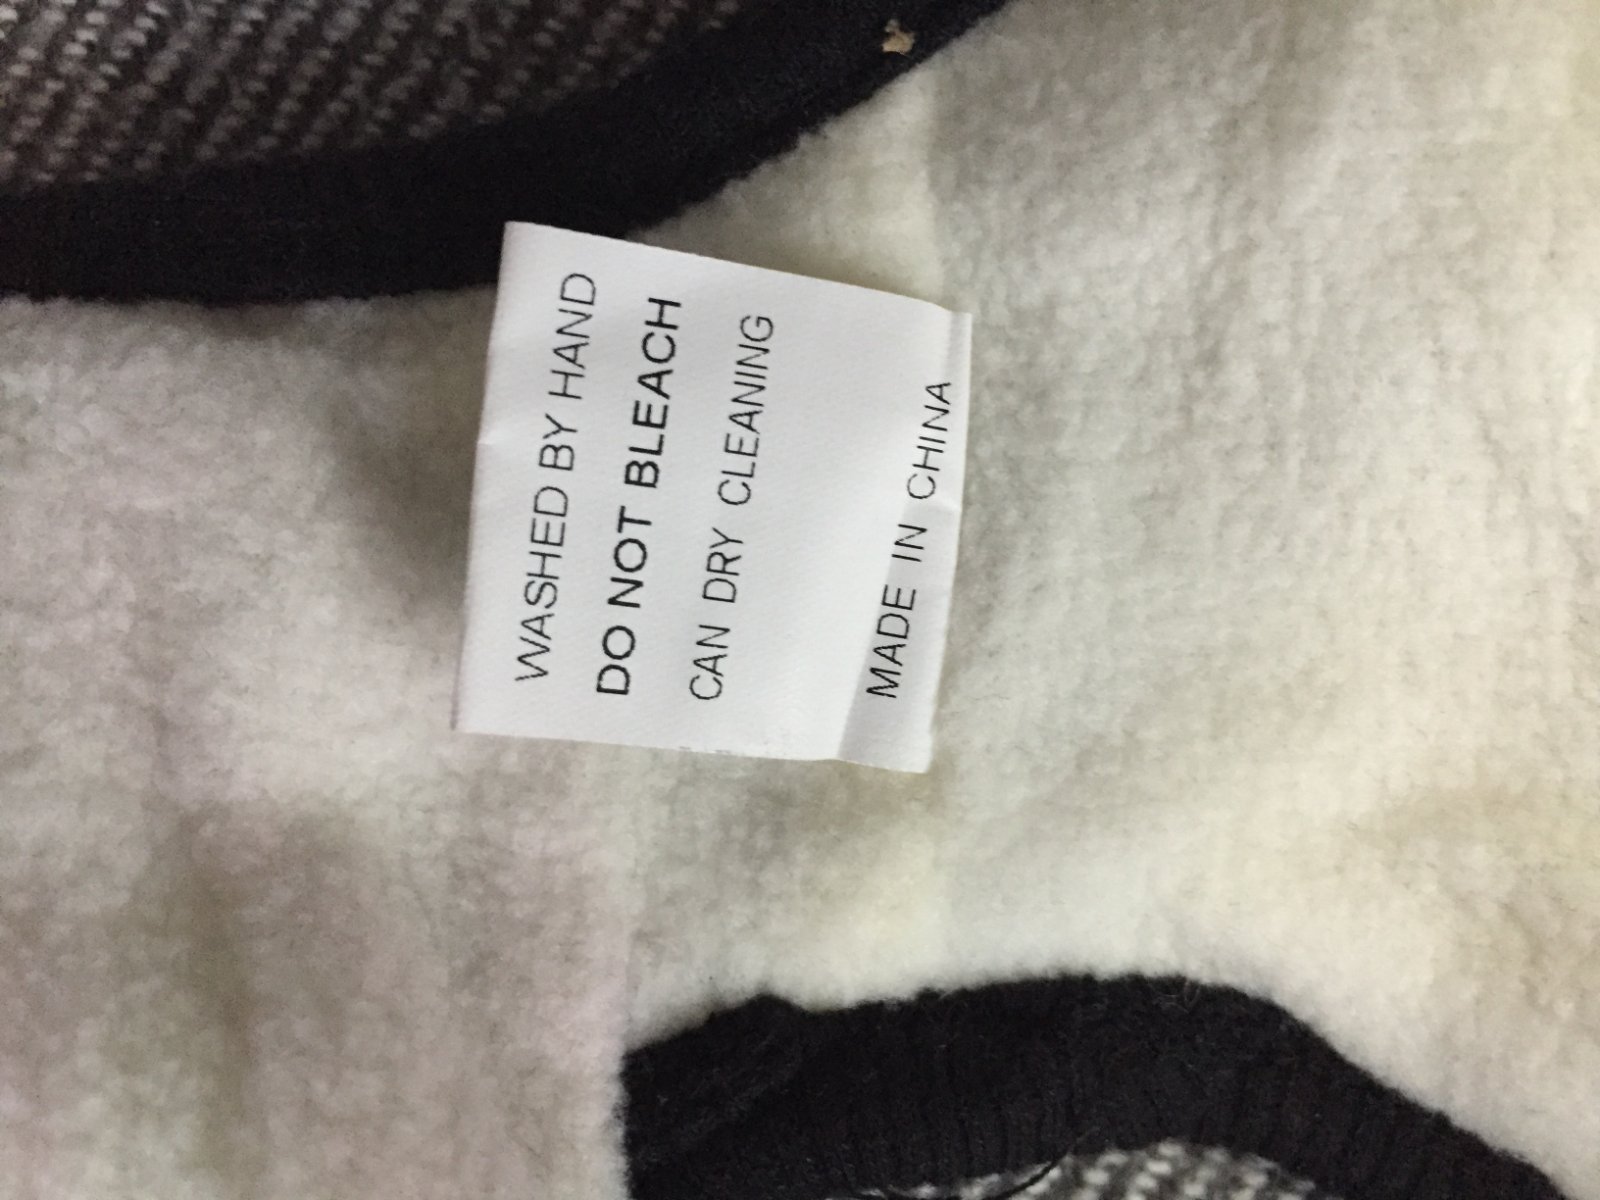 WASHED BY HAND
DO NOT BLEACH
CAN DRY CLEANING
MADE IN CHINA